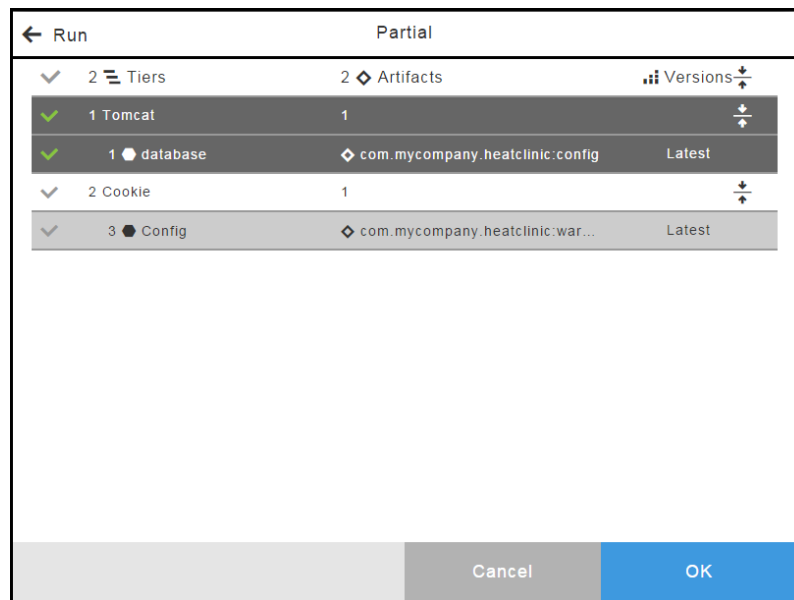 Run Partial
2 Tiers 2 Artifacts Versions
1 Tomcat 1
1 database com.mycompany.heatclinic:config Latest
2 Cookie 1
3 Config com.mycompany.heatclinic:war... Latest
Cancel OK